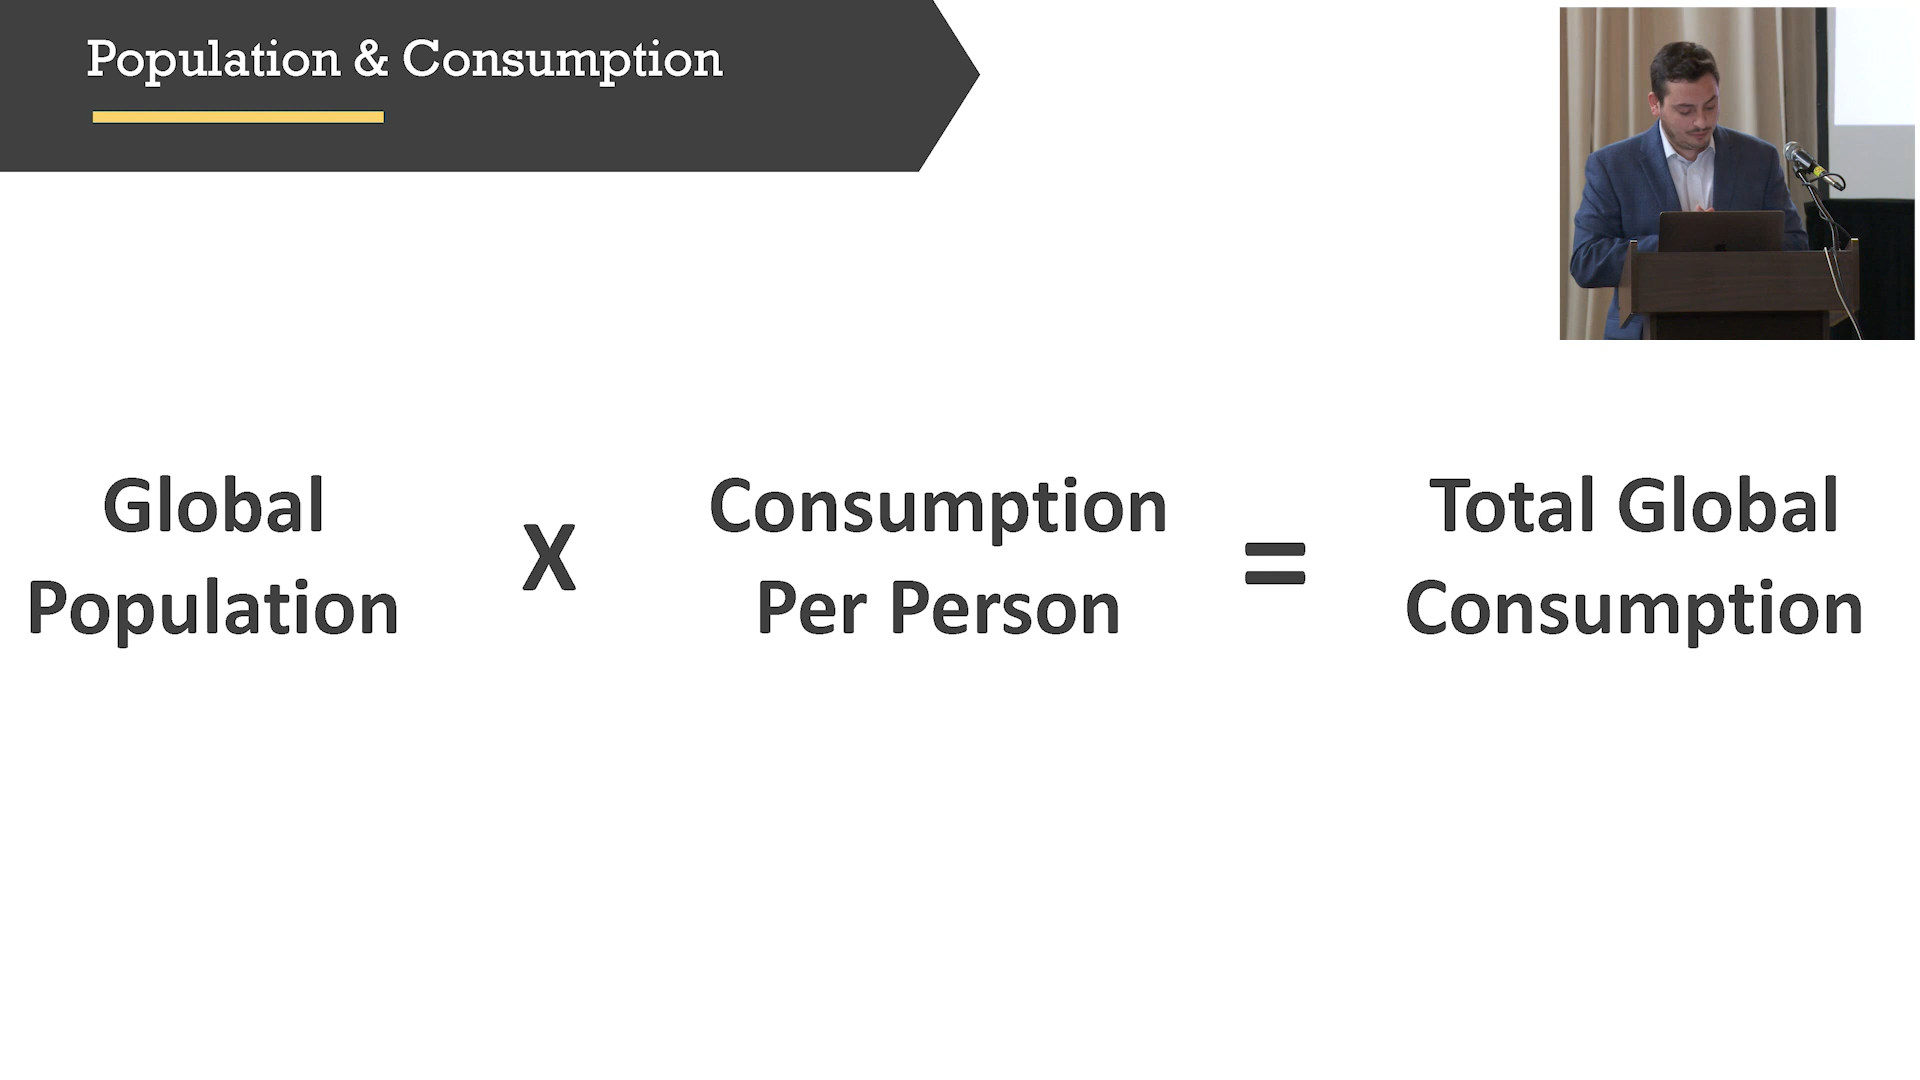 Population & Consumption
Global
Population
X
Consumption
Per Person
=
Total Global
Consumption